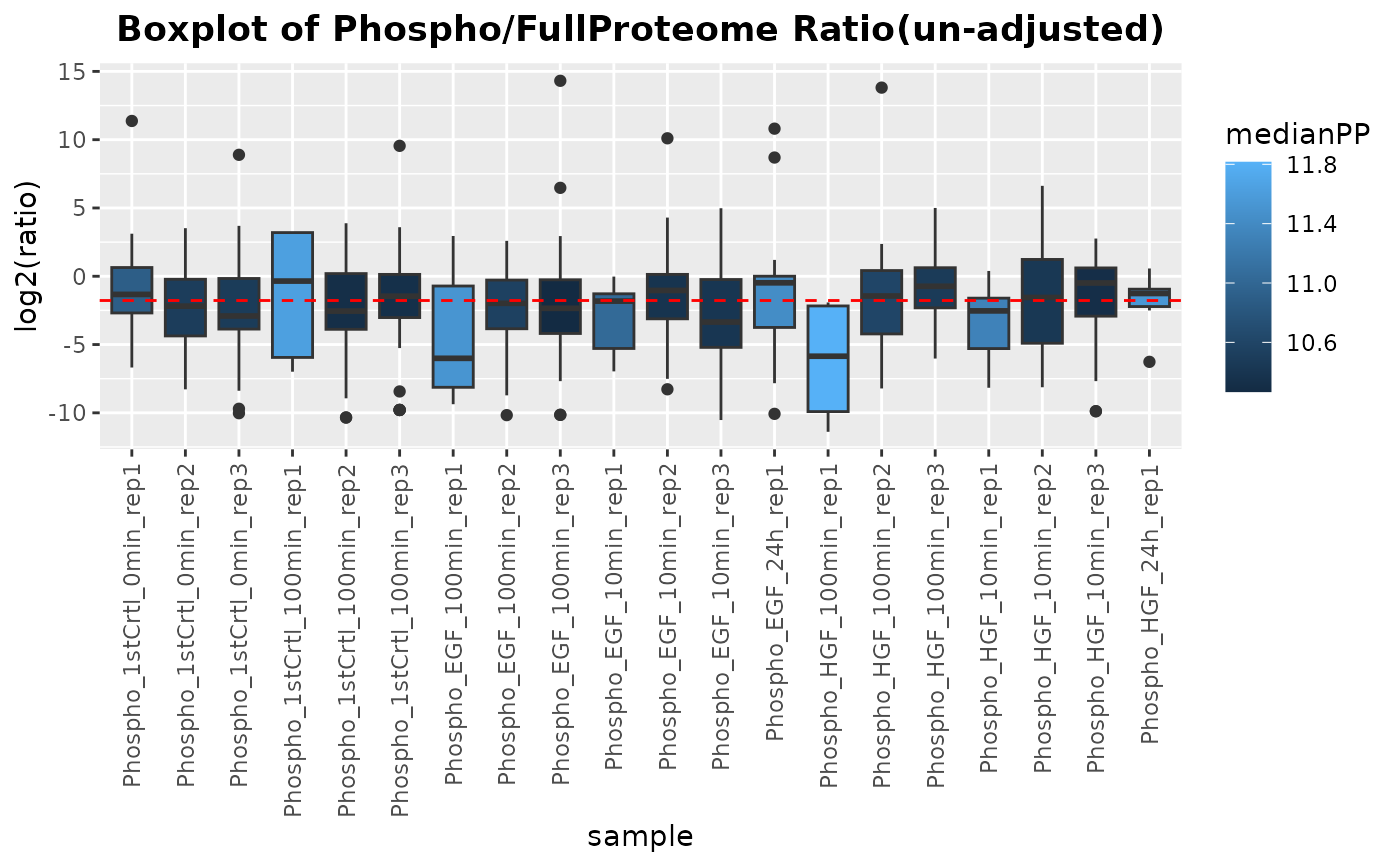 Boxplot of Phospho/FullProteome Ratio(un-adjusted)
log2(ratio)
15
10
5
0
-5
-10
Phospho_1stCrtl_0min_rep1
Phospho_1stCrtl_0min_rep2
Phospho_1stCrtl_0min_rep3
Phospho_1stCrtl_100min_rep1
Phospho_1stCrtl_100min_rep2
Phospho_1stCrtl_100min_rep3
Phospho_EGF_100min_rep1
Phospho_EGF_100min_rep2
Phospho_EGF_100min_rep3
Phospho_EGF_10min_rep1
Phospho_EGF_10min_rep2
Phospho_EGF_10min_rep3
Phospho_EGF_24h_rep1
Phospho_HGF_100min_rep1
Phospho_HGF_100min_rep2
Phospho_HGF_100min_rep3
Phospho_HGF_10min_rep1
Phospho_HGF_10min_rep2
Phospho_HGF_10min_rep3
Phospho_HGF_24h_rep1
sample
medianPP
11.8
11.4
11.0
10.6